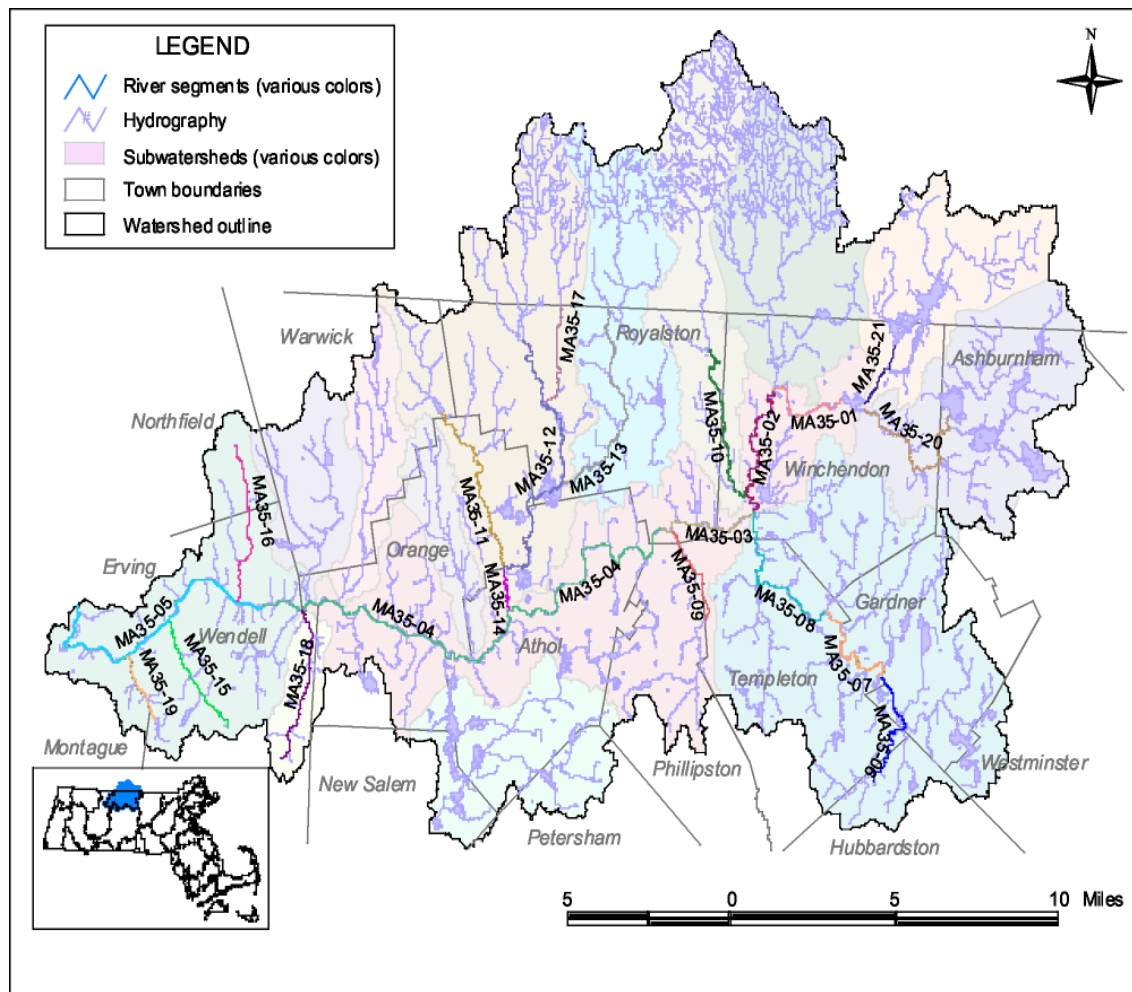 LEGEND
River segments (various colors)
Hydrography
Subwatersheds (various colors)
Town boundaries
Watershed outline
N
Warwick
Royalston
MA35-17
MA35-21
Ashburnham
Northfield
MA35-12
MA35-13
MA35-10
MA35-02
MA35-01
MA35-20
Winchendon
MA35-16
MA35-11
Orange
MA35-03
Erving
MA35-05
Wendell
MA35-04
MA35-14
MA35-04
MA35-09
MA35-08
Gardner
Athol
MA35-18
MA35-15
MA35-19
Templeton
MA35-07
MA35-06
Montague
New Salem
Phillipston
Westminster
Petersham
Hubbardston
5 0 5 10 Miles